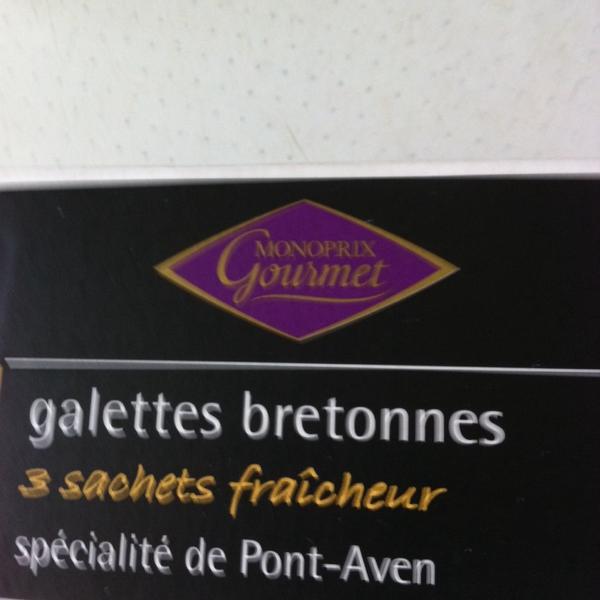 MONOPRIX
Gourmet
galettes bretonnes
3 sachets fraîcheur
spécialité de Pont-Aven